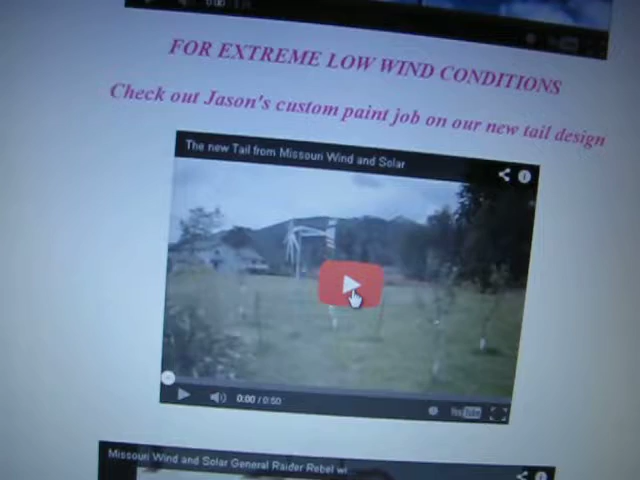 FOR EXTREME LOW WIND CONDITIONS
Check out Jason's custom paint job on our new tail design
The new Tail from Missouri Wind and Solar
0:00 / 0:50
YouTube
Missouri Wind and Solar General Raider Rebel wi...